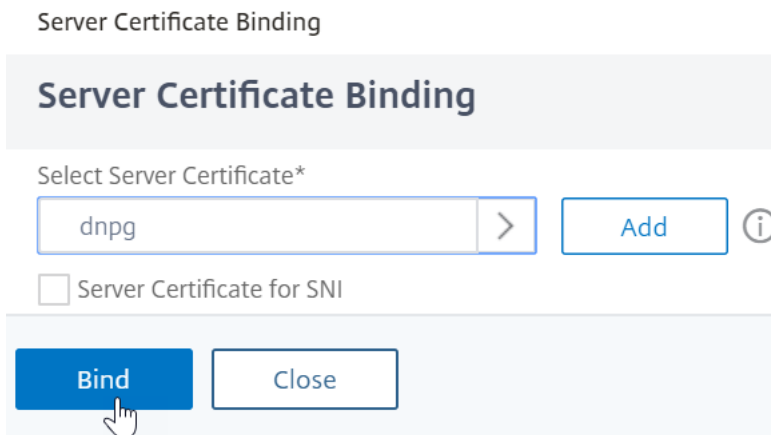 Server Certificate Binding
Server Certificate Binding
Select Server Certificate*
dnpg
Add
Server Certificate for SNI
Bind Close